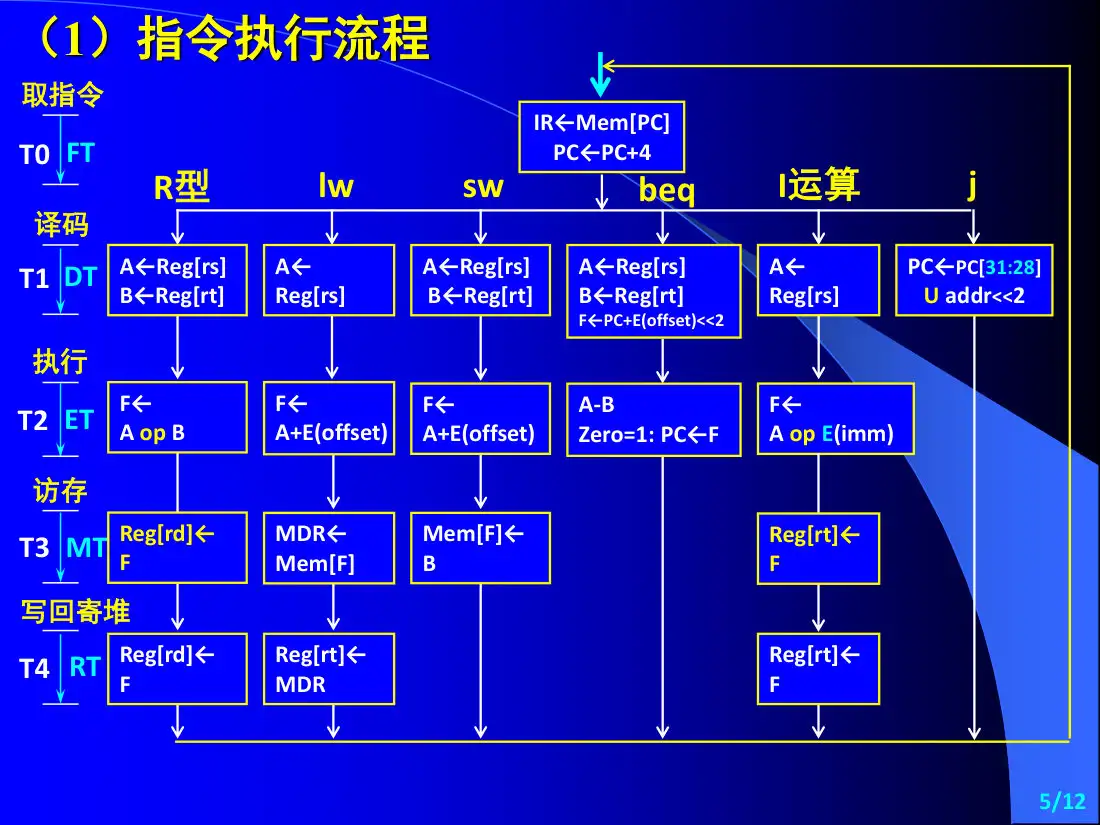 （1）指令执行流程
取指令
T0 FT
IR←Mem[PC]
PC←PC+4
R型 lw sw beq I运算 j
译码
T1 DT
A←Reg[rs]
B←Reg[rt]
A←
Reg[rs]
A←Reg[rs]
B←Reg[rt]
A←Reg[rs]
B←Reg[rt]
F←PC+E(offset)<<2
A←
Reg[rs]
PC←PC[31:28]
U addr<<2
执行
T2 ET
F←
A op B
F←
A+E(offset)
F←
A+E(offset)
A-B
Zero=1: PC←F
F←
A op E(imm)
访存
T3 MT
Reg[rd]←
F
MDR←
Mem[F]
Mem[F]←
B
Reg[rt]←
F
写回寄堆
T4 RT
Reg[rd]←
F
Reg[rt]←
MDR
Reg[rt]←
F
5/12